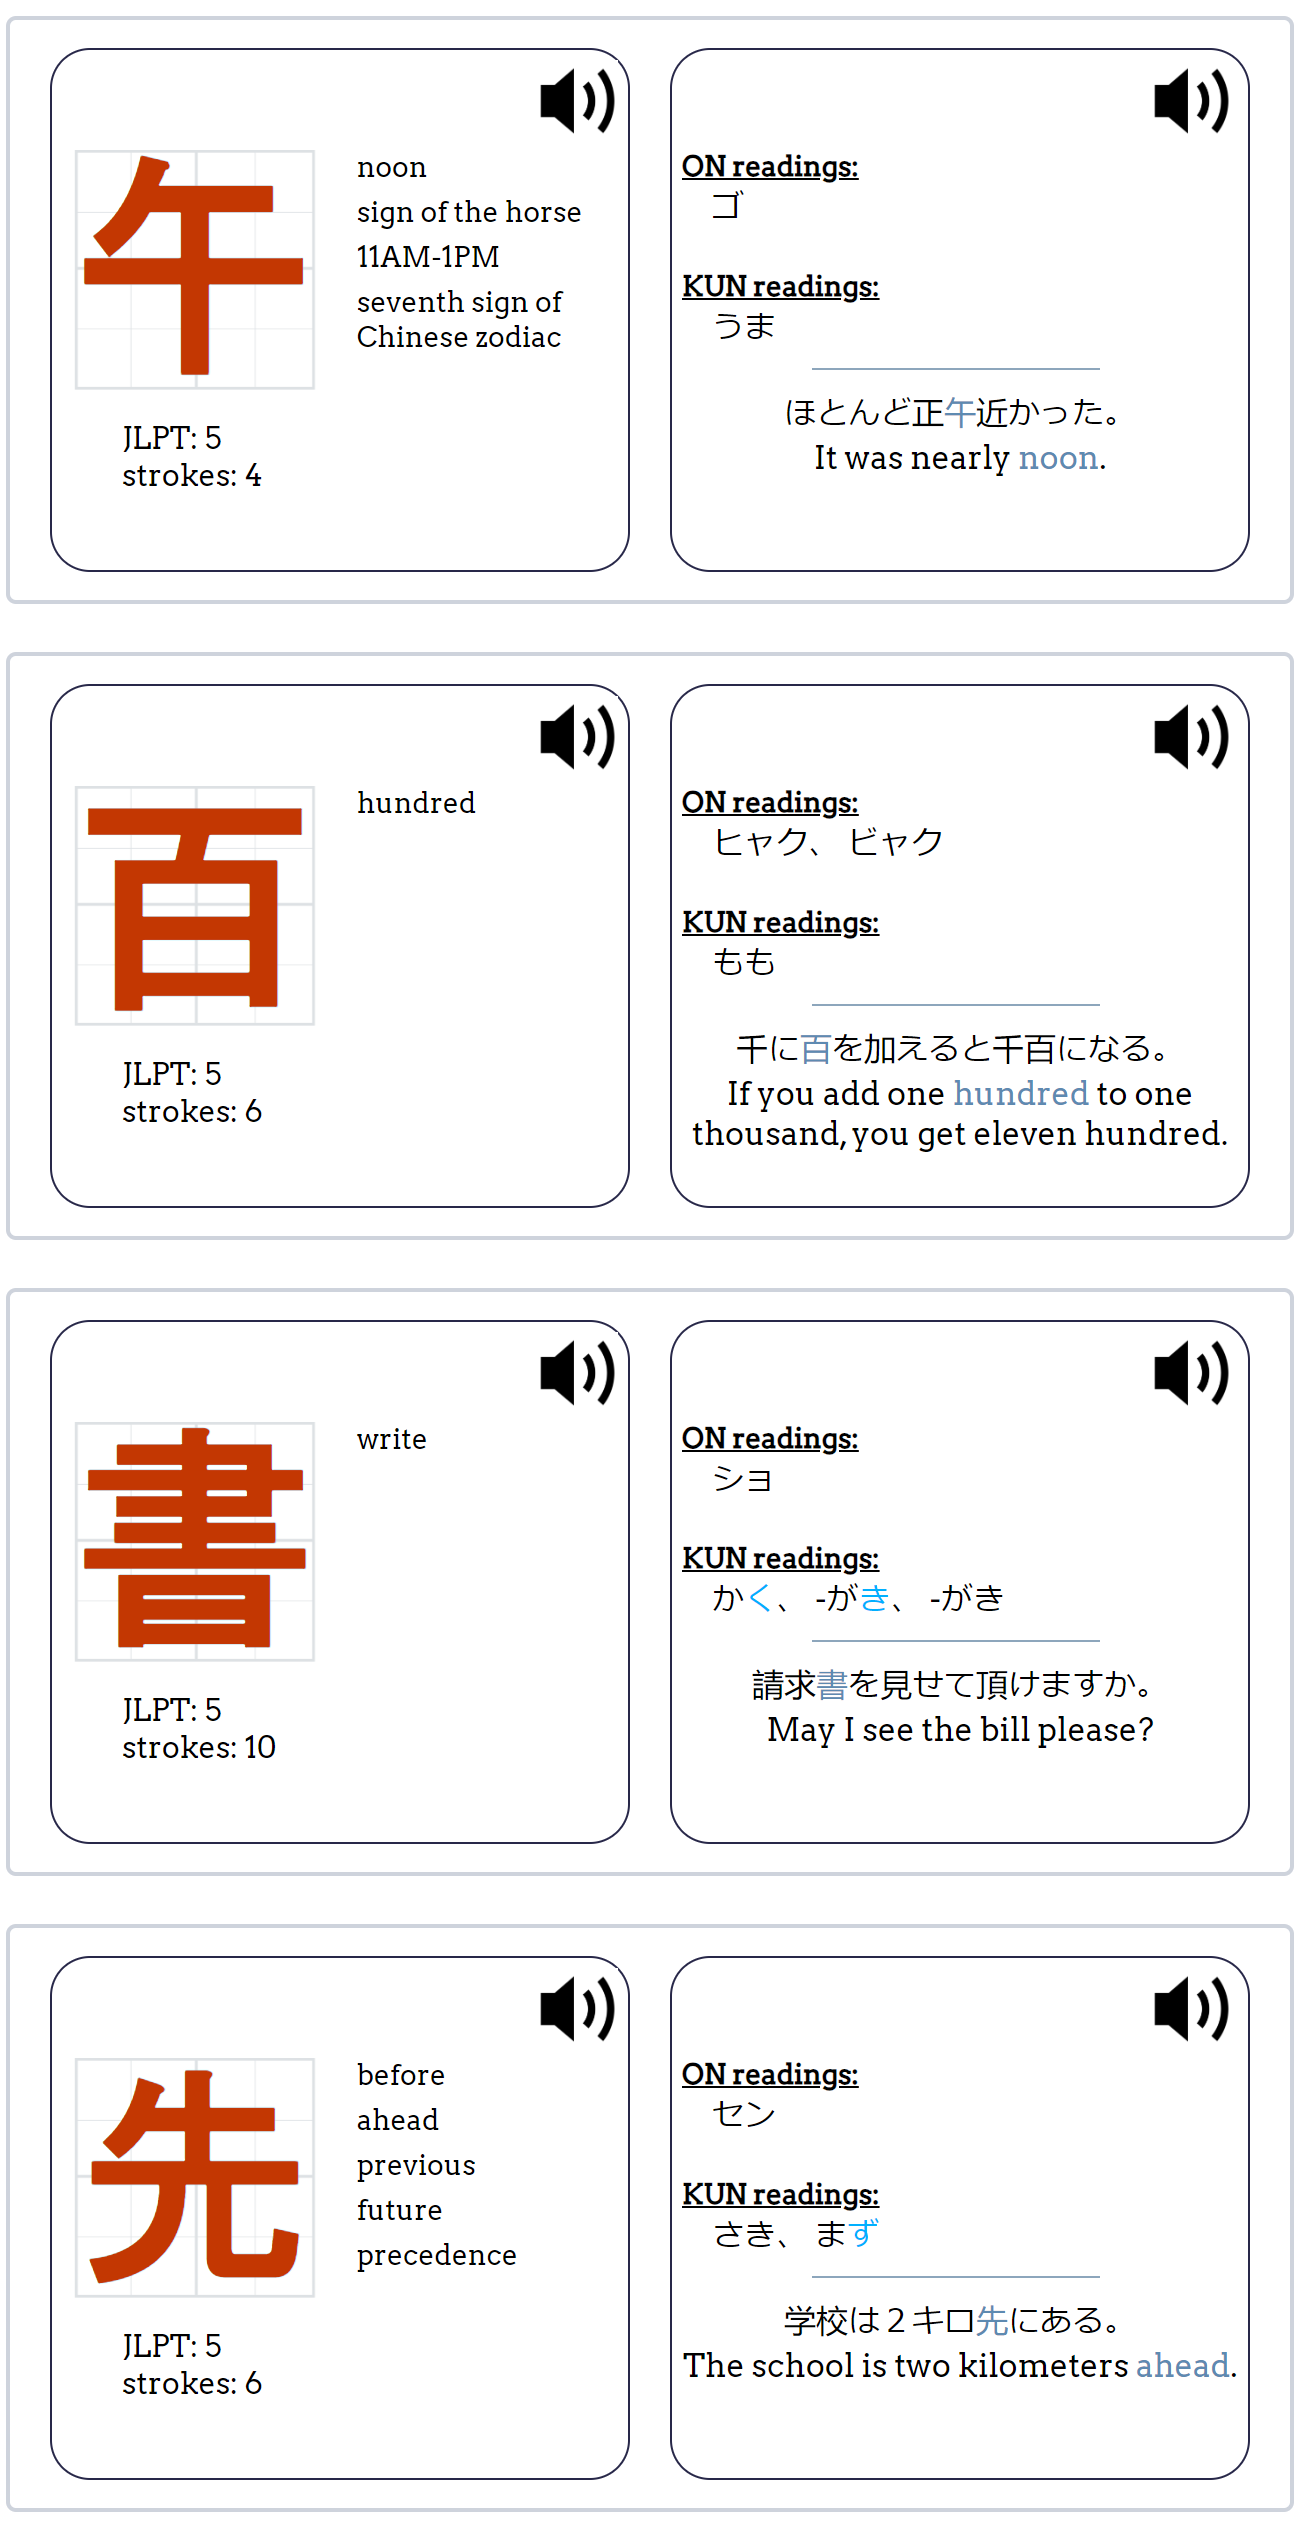 午
noon
sign of the horse
11AM-1PM
seventh sign of
Chinese zodiac
JLPT: 5
strokes: 4
ON readings:
ゴ
KUN readings:
うま
ほとんど正午近かった。
It was nearly noon.
百
hundred
JLPT: 5
strokes: 6
ON readings:
ヒャク、 ビャク
KUN readings:
もも
千に百を加えると千百になる。
If you add one hundred to one
thousand, you get eleven hundred.
書
write
JLPT: 5
strokes: 10
ON readings:
ショ
KUN readings:
かく、 -がき、 -がき
請求書を見せて頂けますか。
May I see the bill please?
先
before
ahead
previous
future
precedence
JLPT: 5
strokes: 6
ON readings:
セン
KUN readings:
さき、 まず
学校は２キロ先にある。
The school is two kilometers ahead.